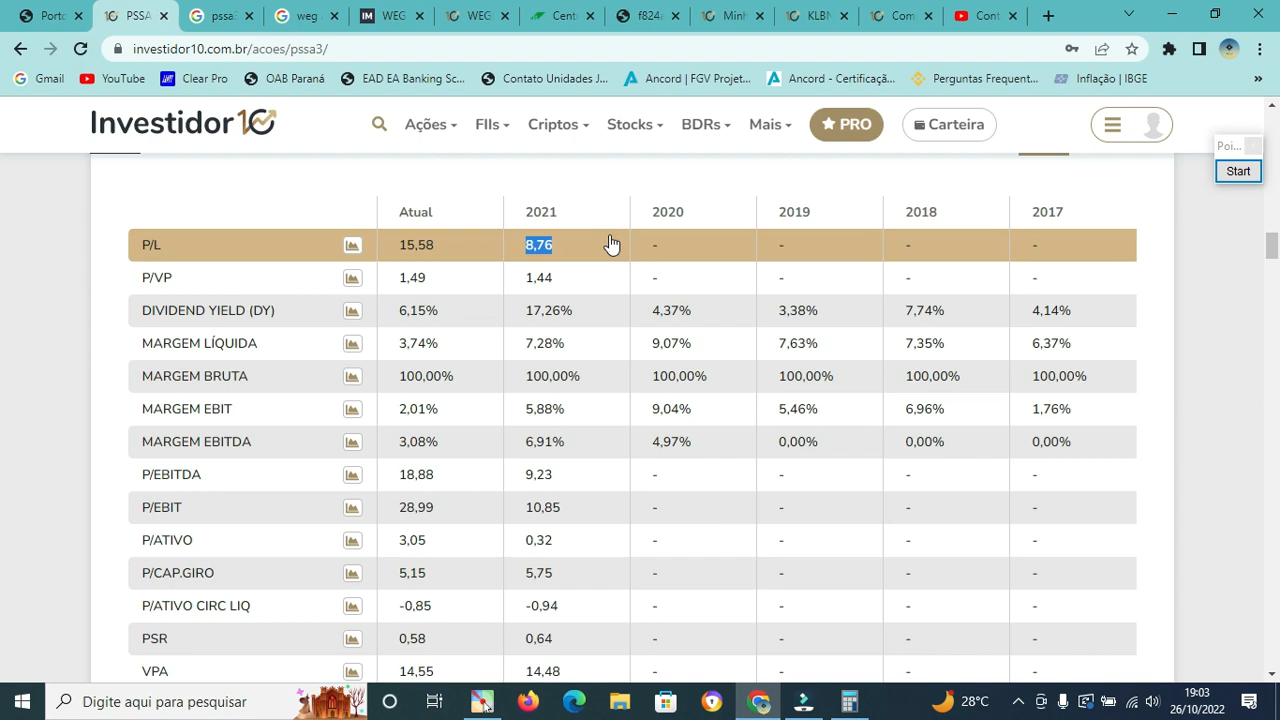 Porto
PSSA
pssa3
weg
WEG
WEG
Cent
f824a
Minh
KLBN
Com
Cont
investidor10.com.br/acoes/pssa3/
Gmail
YouTube
Clear Pro
OAB Paraná
EAD EA Banking Sc...
Contato Unidades J...
Ancord | FGV Projet...
Ancord - Certificaçã...
Perguntas Frequent...
Inflação | IBGE
»
Investidor10
Ações
FIIs
Criptos
Stocks
BDRs
Mais
PRO
Carteira
Poi...
Start
Atual 2021 2020 2019 2018 2017
P/L 15,58 8,76 - - - -
P/VP 1,49 1,44 - - - -
DIVIDEND YIELD (DY) 6,15% 17,26% 4,37% 3,38% 7,74% 4,14%
MARGEM LÍQUIDA 3,74% 7,28% 9,07% 7,63% 7,35% 6,37%
MARGEM BRUTA 100,00% 100,00% 100,00% 100,00% 100,00% 100,00%
MARGEM EBIT 2,01% 5,88% 9,04% 5,46% 6,96% 1,76%
MARGEM EBITDA 3,08% 6,91% 4,97% 0,00% 0,00% 0,00%
P/EBITDA 18,88 9,23 - - - -
P/EBIT 28,99 10,85 - - - -
P/ATIVO 3,05 0,32 - - - -
P/CAP.GIRO 5,15 5,75 - - - -
P/ATIVO CIRC LIQ -0,85 -0,94 - - - -
PSR 0,58 0,64 - - - -
VPA 14,55 14,48 - - - -
Digite aqui para pesquisar
28°C
19:03
26/10/2022